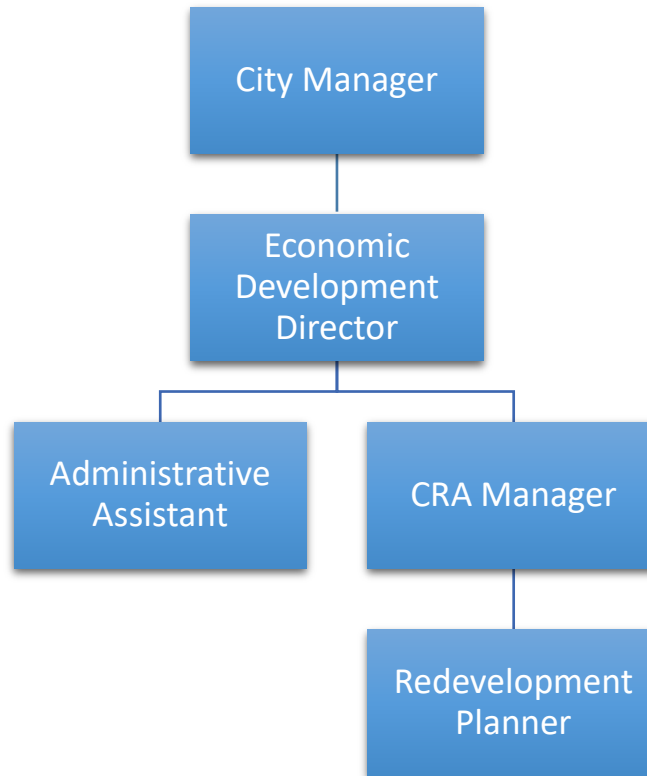 City Manager
Economic
Development
Director
Administrative
Assistant
CRA Manager
Redevelopment
Planner